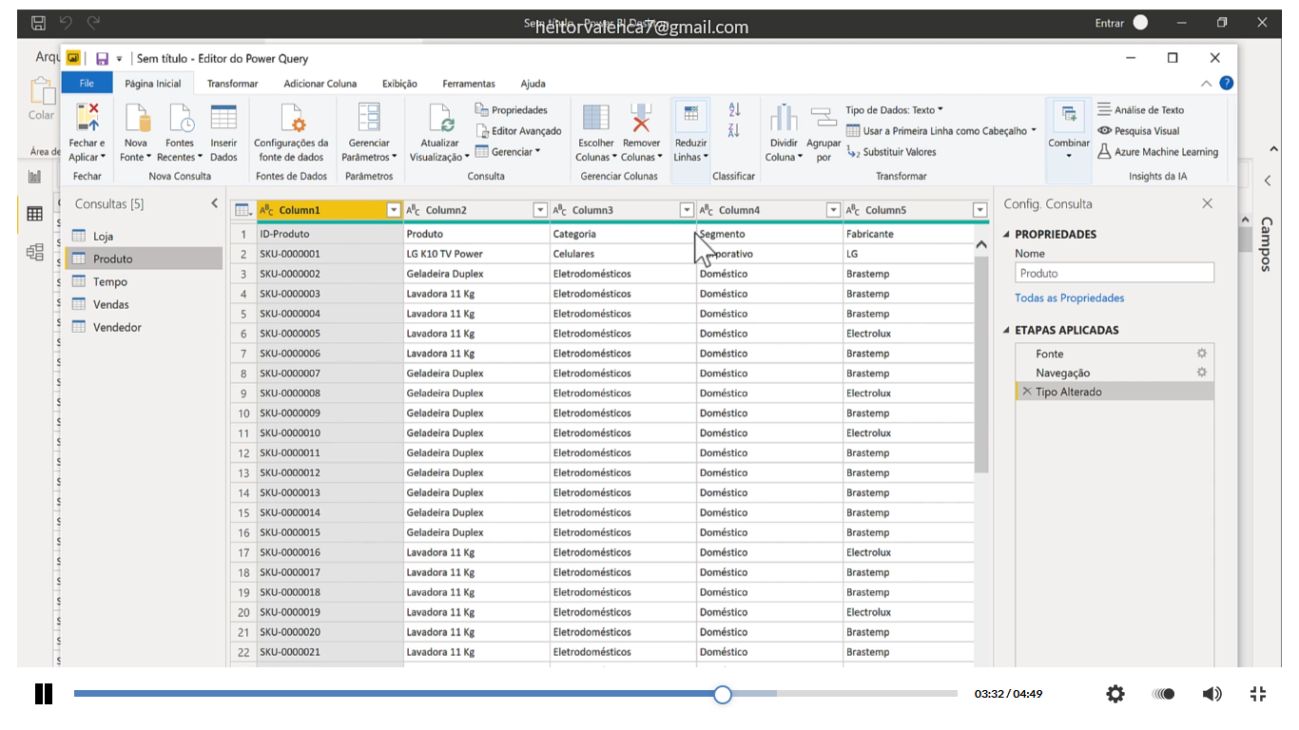 heitorvalenca7@gmail.com
Entrar
Arqu
Sem título - Editor do Power Query
File Página Inicial Transformar Adicionar Coluna Exibição Ferramentas Ajuda
Colar
Fechar e Aplicar
Nova Fonte
Fontes Recentes
Inserir Dados
Configurações da fonte de dados
Gerenciar Parâmetros
Atualizar Visualização
Propriedades
Editor Avançado
Gerenciar
Escolher Colunas
Remover Colunas
Reduzir Linhas
Dividir Coluna
Agrupar por
Tipo de Dados: Texto
Usar a Primeira Linha como Cabeçalho
Substituir Valores
Combinar
Análise de Texto
Pesquisa Visual
Azure Machine Learning
Área de
Fechar Nova Consulta Fontes de Dados Parâmetros Consulta Gerenciar Colunas Classificar Transformar Insights da IA
Consultas [5]
Loja
Produto
Tempo
Vendas
Vendedor
Column1 Column2 Column3 Column4 Column5
1 ID-Produto Produto Categoria Segmento Fabricante
2 SKU-0000001 LG K10 TV Power Celulares porativo LG
3 SKU-0000002 Geladeira Duplex Eletrodomésticos Doméstico Brastemp
4 SKU-0000003 Lavadora 11 Kg Eletrodomésticos Doméstico Brastemp
5 SKU-0000004 Lavadora 11 Kg Eletrodomésticos Doméstico Brastemp
6 SKU-0000005 Lavadora 11 Kg Eletrodomésticos Doméstico Electrolux
7 SKU-0000006 Lavadora 11 Kg Eletrodomésticos Doméstico Brastemp
8 SKU-0000007 Geladeira Duplex Eletrodomésticos Doméstico Brastemp
9 SKU-0000008 Geladeira Duplex Eletrodomésticos Doméstico Electrolux
10 SKU-0000009 Geladeira Duplex Eletrodomésticos Doméstico Brastemp
11 SKU-0000010 Geladeira Duplex Eletrodomésticos Doméstico Electrolux
12 SKU-0000011 Geladeira Duplex Eletrodomésticos Doméstico Brastemp
13 SKU-0000012 Geladeira Duplex Eletrodomésticos Doméstico Brastemp
14 SKU-0000013 Geladeira Duplex Eletrodomésticos Doméstico Brastemp
15 SKU-0000014 Geladeira Duplex Eletrodomésticos Doméstico Brastemp
16 SKU-0000015 Geladeira Duplex Eletrodomésticos Doméstico Brastemp
17 SKU-0000016 Lavadora 11 Kg Eletrodomésticos Doméstico Electrolux
18 SKU-0000017 Lavadora 11 Kg Eletrodomésticos Doméstico Brastemp
19 SKU-0000018 Lavadora 11 Kg Eletrodomésticos Doméstico Brastemp
20 SKU-0000019 Lavadora 11 Kg Eletrodomésticos Doméstico Electrolux
21 SKU-0000020 Lavadora 11 Kg Eletrodomésticos Doméstico Brastemp
22 SKU-0000021 Lavadora 11 Kg Eletrodomésticos Doméstico Brastemp
Config. Consulta
PROPRIEDADES
Nome
Produto
Todas as Propriedades
ETAPAS APLICADAS
Fonte
Navegação
Tipo Alterado
Campos
03:32 / 04:49